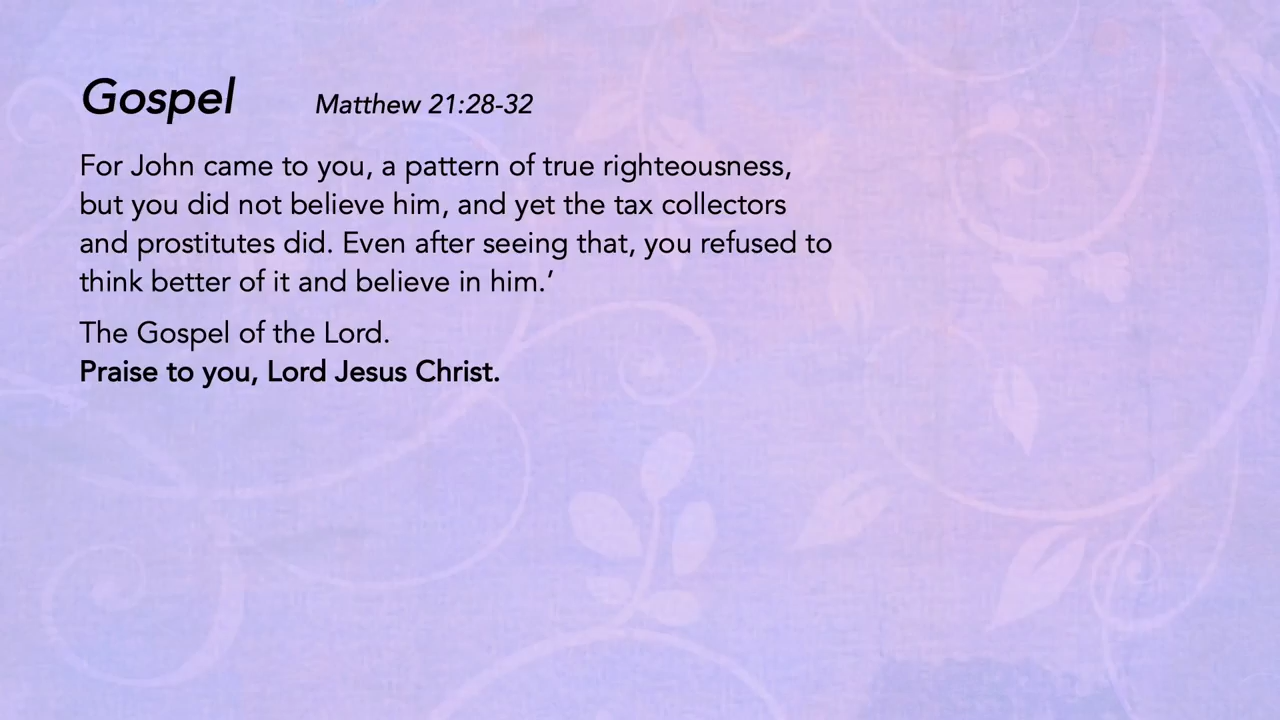 Gospel Matthew 21:28-32
For John came to you, a pattern of true righteousness,
but you did not believe him, and yet the tax collectors
and prostitutes did. Even after seeing that, you refused to
think better of it and believe in him.’
The Gospel of the Lord.
Praise to you, Lord Jesus Christ.